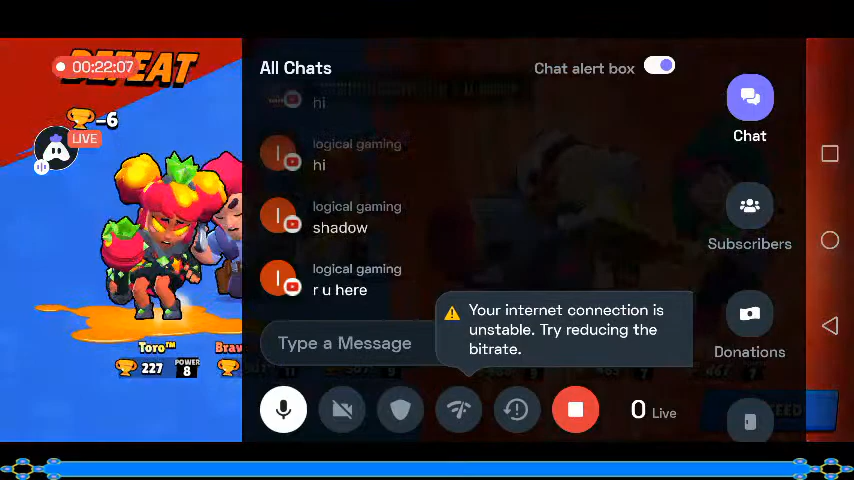 DEFEAT
00:22:07
-6
LIVE
All Chats
Chat alert box
hi
logical gaming
hi
logical gaming
shadow
logical gaming
r u here
Your internet connection is
unstable. Try reducing the
bitrate.
Type a Message
Chat
Subscribers
Donations
Toro™
227
POWER
8
Braw
0 Live